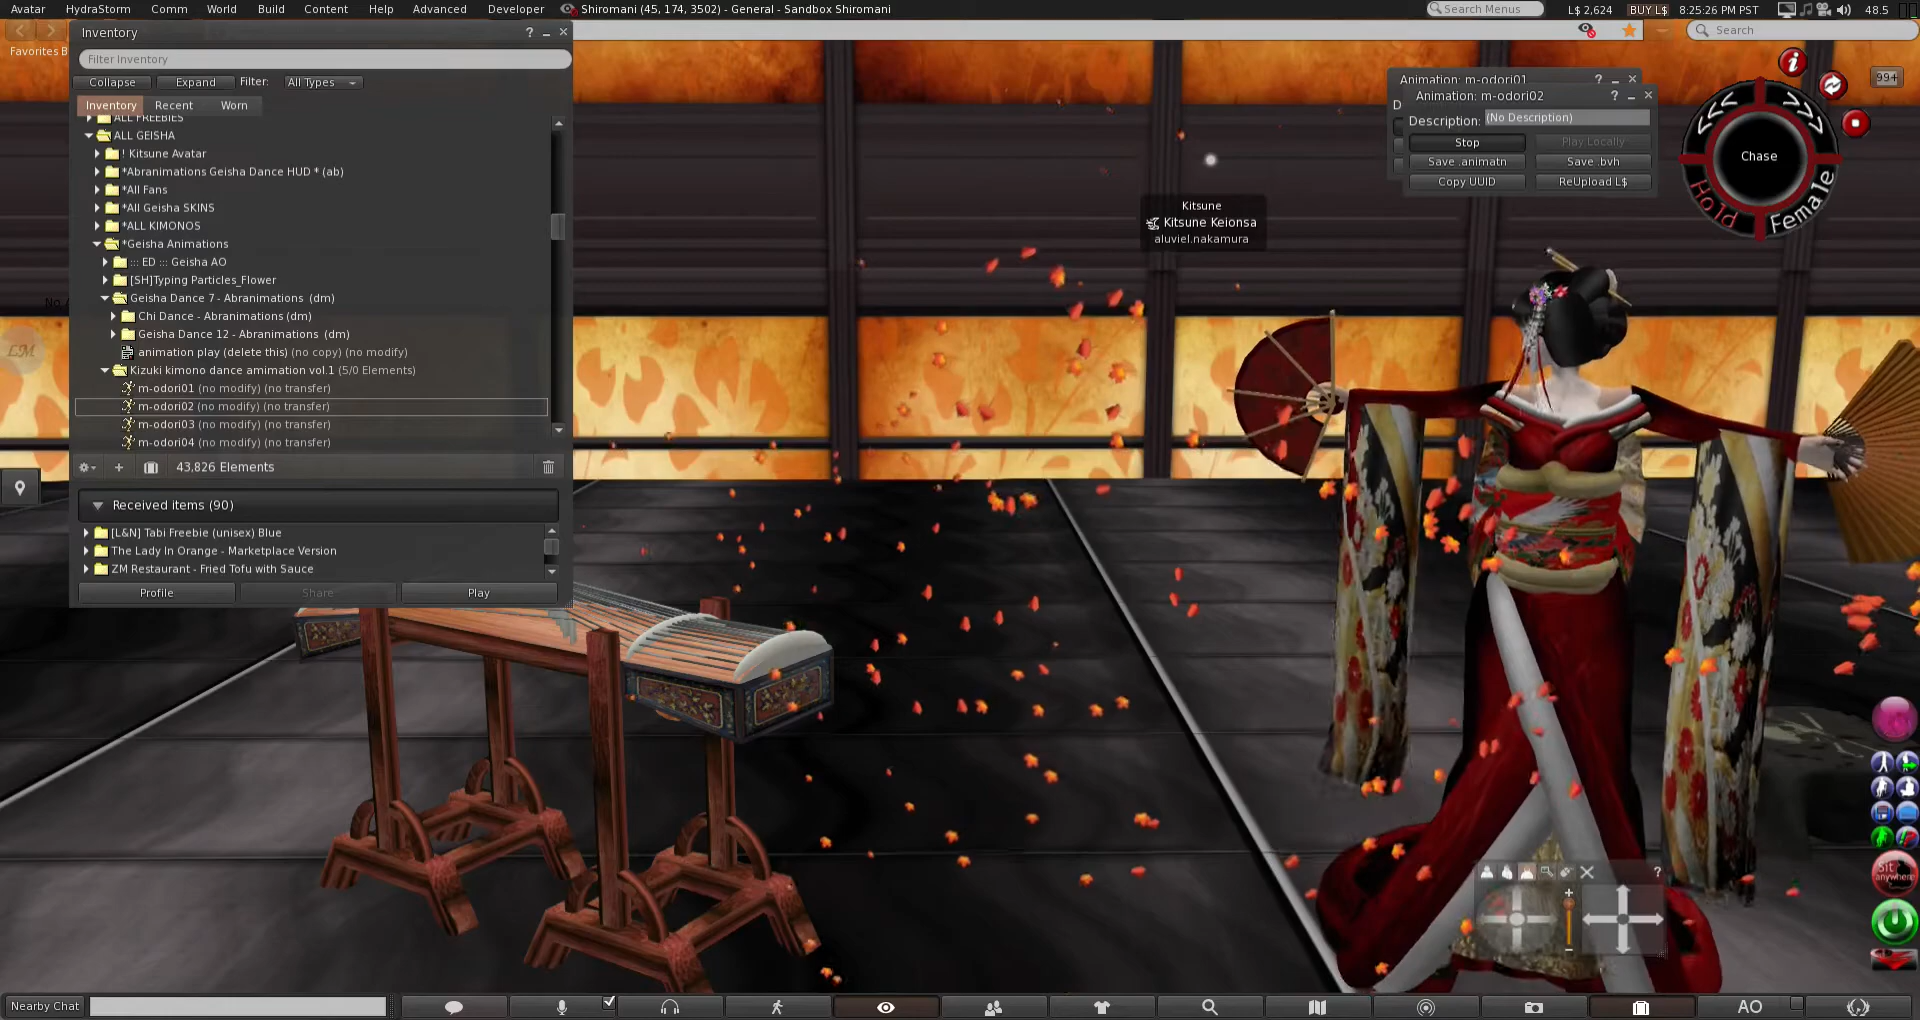 Avatar HydraStorm Comm World Build Content Help Advanced Developer Shiromani (45, 174, 3502) - General - Sandbox Shiromani Search Menus L$ 2,624 BUY L$ 8:25:26 PM PST 48.5
Favorites B
Search
Inventory ?
Filter Inventory
Collapse Expand Filter: All Types
Inventory Recent Worn
ALL FREEBIES
ALL GEISHA
! Kitsune Avatar
*Abranimations Geisha Dance HUD * (ab)
*All Fans
*All Geisha SKINS
*ALL KIMONOS
*Geisha Animations
::: ED ::: Geisha AO
[SH]Typing Particles_Flower
Geisha Dance 7 - Abranimations (dm)
Chi Dance - Abranimations (dm)
Geisha Dance 12 - Abranimations (dm)
animation play (delete this) (no copy) (no modify)
Kizuki kimono dance amimation vol.1 (5/0 Elements)
m-odori01 (no modify) (no transfer)
m-odori02 (no modify) (no transfer)
m-odori03 (no modify) (no transfer)
m-odori04 (no modify) (no transfer)
43,826 Elements
Received items (90)
[L&N] Tabi Freebie (unisex) Blue
The Lady In Orange - Marketplace Version
ZM Restaurant - Fried Tofu with Sauce
Profile Share Play
LM
Kitsune
Kitsune Keionsa
aluviel.nakamura
Animation: m-odori01 ?
Animation: m-odori02 ?
D
Description: (No Description)
Stop Play Locally
Save .animatn Save .bvh
Copy UUID ReUpload L$
99+
Chase
Hold Female
Sit anywhere
?
Nearby Chat
AO